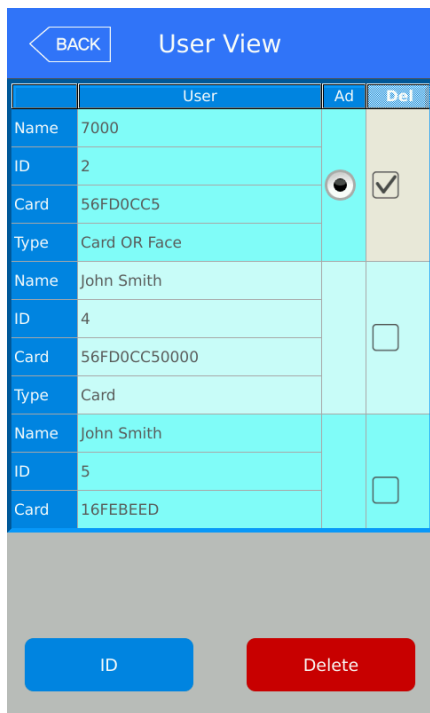 BACK User View
User Ad Del
Name 7000
ID 2
Card 56FD0CC5
Type Card OR Face
Name John Smith
ID 4
Card 56FD0CC50000
Type Card
Name John Smith
ID 5
Card 16FEBEED
ID Delete